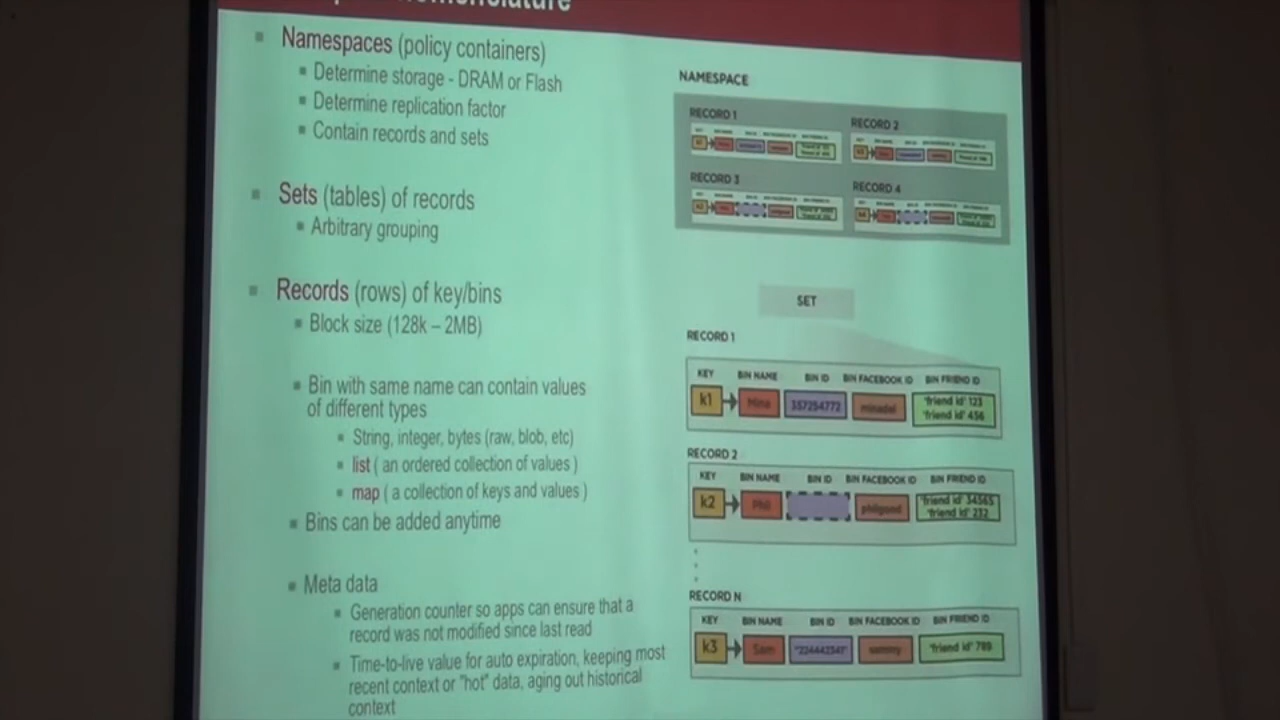 nomenclature
Namespaces (policy containers)
Determine storage - DRAM or Flash
Determine replication factor
Contain records and sets
Sets (tables) of records
Arbitrary grouping
Records (rows) of key/bins
Block size (128k – 2MB)
Bin with same name can contain values
of different types
String, integer, bytes (raw, blob, etc)
list ( an ordered collection of values )
map ( a collection of keys and values )
Bins can be added anytime
Meta data
Generation counter so apps can ensure that a
record was not modified since last read
Time-to-live value for auto expiration, keeping most
recent context or "hot" data, aging out historical
context
NAMESPACE
RECORD 1
RECORD 2
RECORD 3
RECORD 4
SET
RECORD 1
KEY BIN NAME BIN ID BIN FACEBOOK ID BIN FRIEND ID
k1 Mina 357254772 minadel 'friend id' 123
'friend id' 456
RECORD 2
KEY BIN NAME BIN ID BIN FACEBOOK ID BIN FRIEND ID
k2 Phil philgond 'friend id' 34565
'friend id' 232
RECORD N
KEY BIN NAME BIN ID BIN FACEBOOK ID BIN FRIEND ID
k3 Sam "224442347" sammy 'friend id' 789